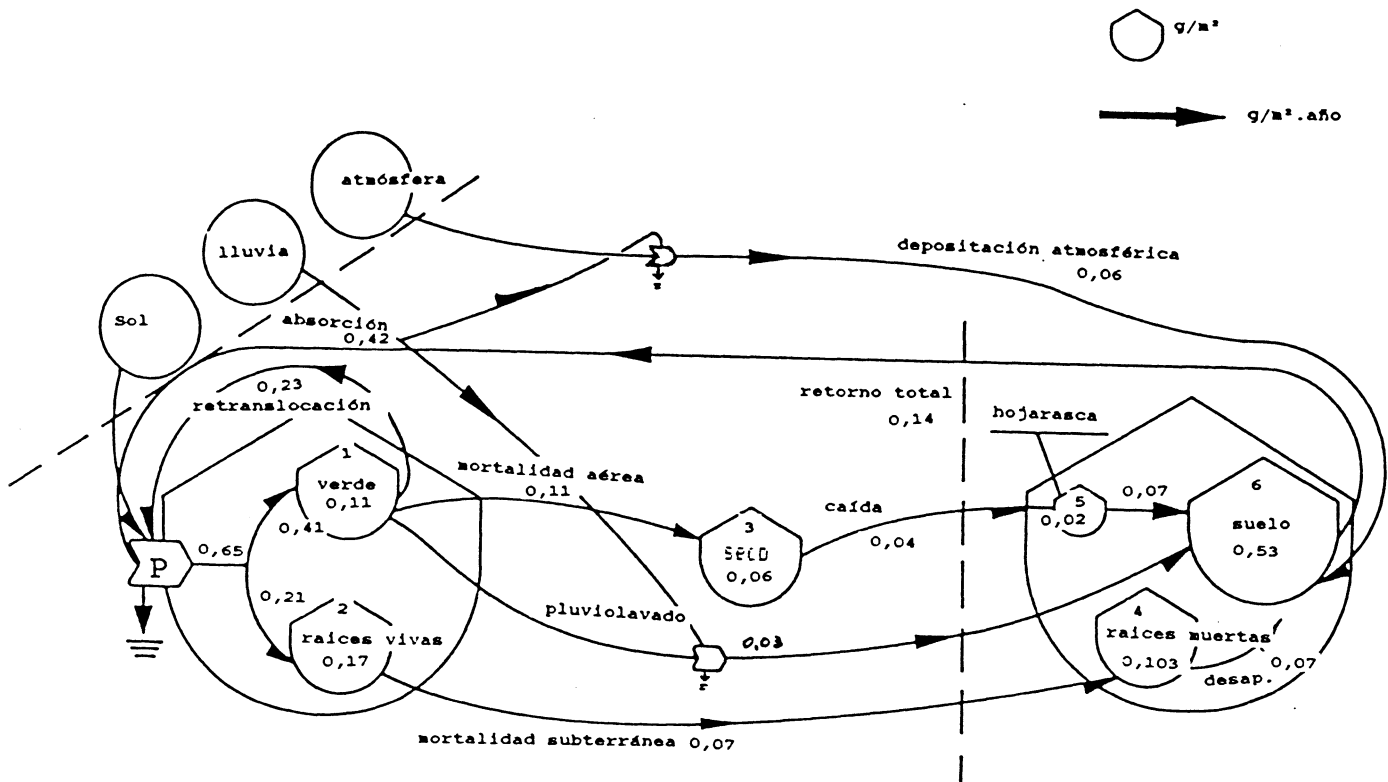 g/m²
g/m².año
atmósfera
lluvia
Sol
depositación atmosférica
0,06
absorción
0,42
0,23
retranslocación
retorno total
0,14
hojarasca
1
verde
0,11
mortalidad aérea
0,11
caída
0,04
5
0,02
0,07
6
suelo
0,53
3
SECO
0,06
P
0,65
0,41
0,21
2
raices vivas
0,17
pluviolavado
0,03
4
raices muertas
0,103
0,07
desap.
mortalidad subterránea 0,07